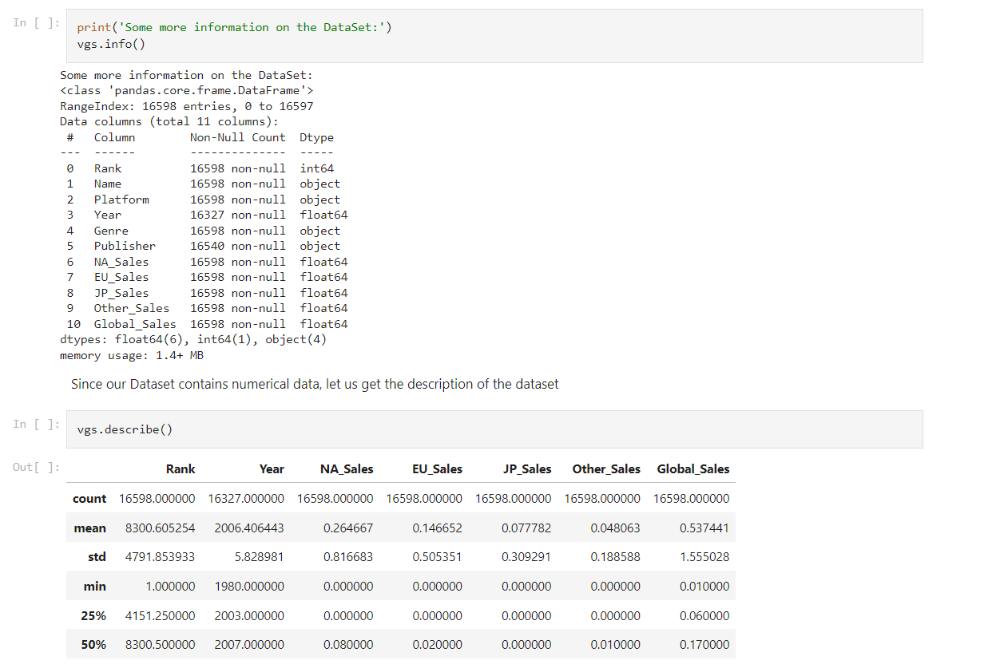 In [ ]: print('Some more information on the DataSet:')
vgs.info()
Some more information on the DataSet:
<class 'pandas.core.frame.DataFrame'>
RangeIndex: 16598 entries, 0 to 16597
Data columns (total 11 columns):
# Column Non-Null Count Dtype
--- ------ -------------- -----
0 Rank 16598 non-null int64
1 Name 16598 non-null object
2 Platform 16598 non-null object
3 Year 16327 non-null float64
4 Genre 16598 non-null object
5 Publisher 16540 non-null object
6 NA_Sales 16598 non-null float64
7 EU_Sales 16598 non-null float64
8 JP_Sales 16598 non-null float64
9 Other_Sales 16598 non-null float64
10 Global_Sales 16598 non-null float64
dtypes: float64(6), int64(1), object(4)
memory usage: 1.4+ MB
Since our Dataset contains numerical data, let us get the description of the dataset
In [ ]: vgs.describe()
Out[ ]: Rank Year NA_Sales EU_Sales JP_Sales Other_Sales Global_Sales
count 16598.000000 16327.000000 16598.000000 16598.000000 16598.000000 16598.000000 16598.000000
mean 8300.605254 2006.406443 0.264667 0.146652 0.077782 0.048063 0.537441
std 4791.853933 5.828981 0.816683 0.505351 0.309291 0.188588 1.555028
min 1.000000 1980.000000 0.000000 0.000000 0.000000 0.000000 0.010000
25% 4151.250000 2003.000000 0.000000 0.000000 0.000000 0.000000 0.060000
50% 8300.500000 2007.000000 0.080000 0.020000 0.000000 0.010000 0.170000